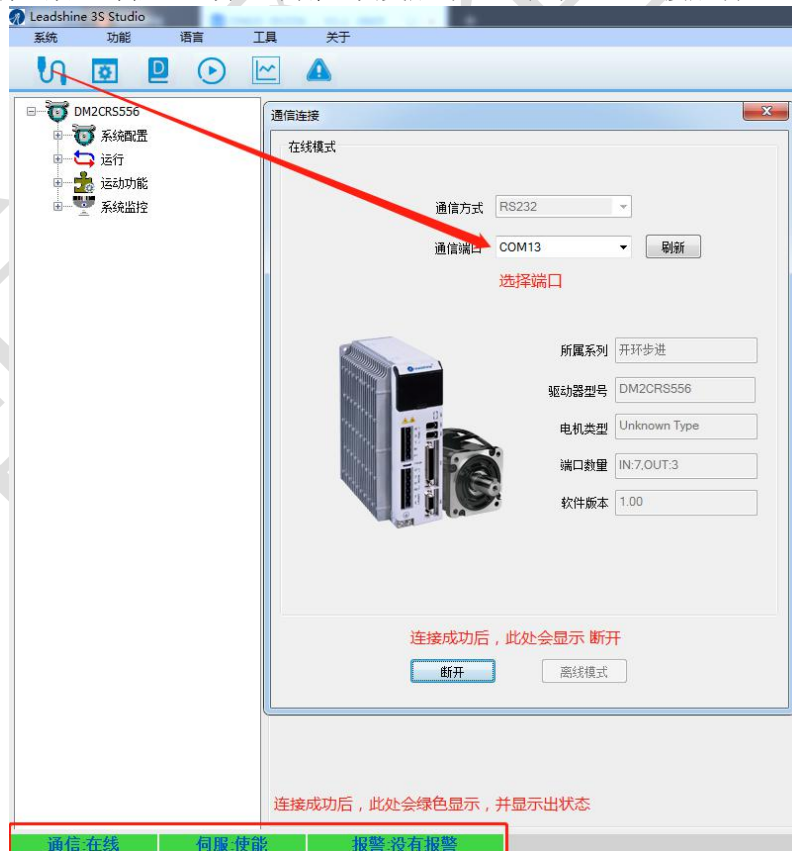 Leadshine 3S Studio
系统 功能 语言 工具 关于
DM2CRS556
系统配置
运行
运动功能
系统监控
通信连接
在线模式
通信方式 RS232
通信端口 COM13 刷新
选择端口
所属系列 开环步进
驱动器型号 DM2CRS556
电机类型 Unknown Type
端口数量 IN:7,OUT:3
软件版本 1.00
连接成功后，此处会显示 断开
断开 离线模式
连接成功后，此处会绿色显示，并显示出状态
通信:在线 伺服:使能 报警:没有报警